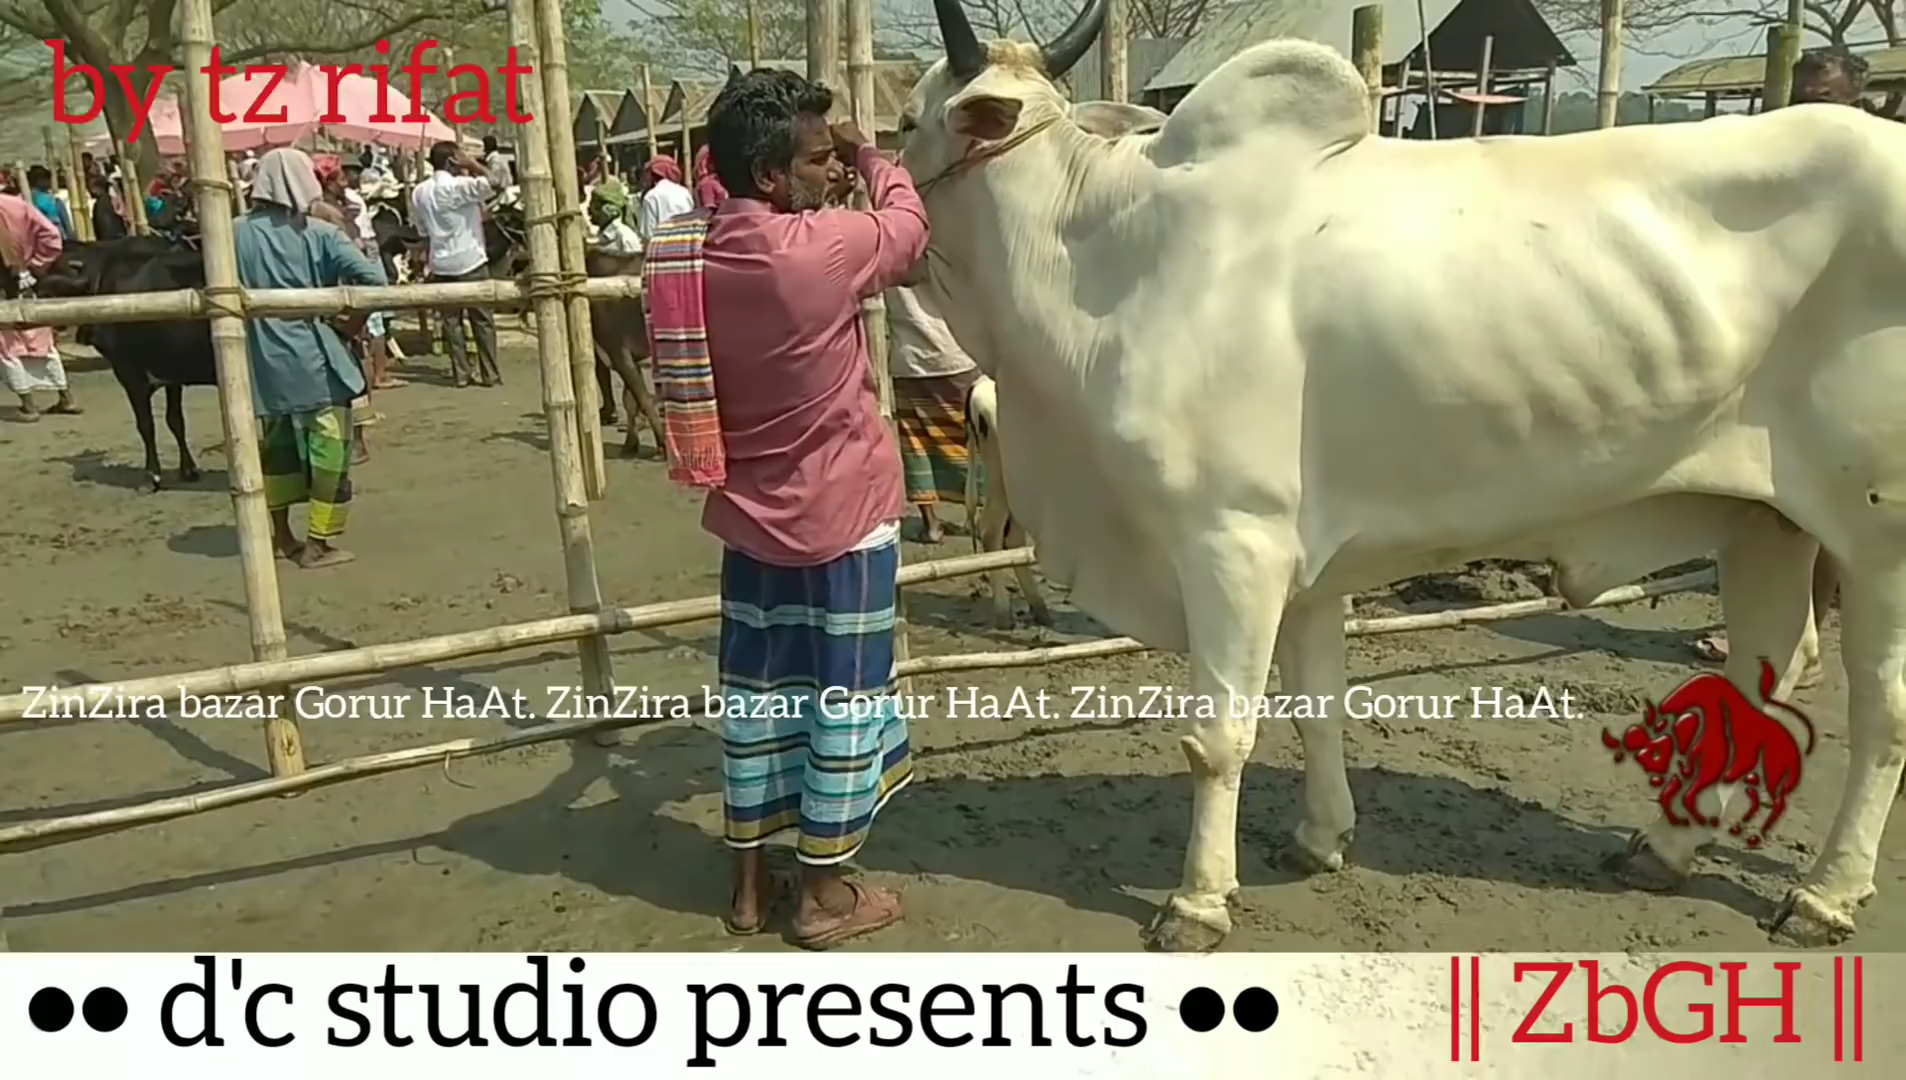 by tz rifat
ZinZira bazar Gorur HaAt. ZinZira bazar Gorur HaAt. ZinZira bazar Gorur HaAt.
•• d'c studio presents ••
|| ZbGH ||